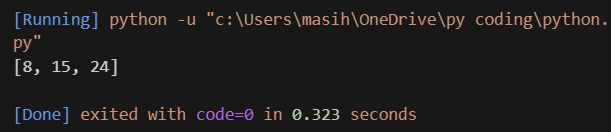 [Running] python -u "c:\Users\masih\OneDrive\py coding\python.
py"
[8, 15, 24]
[Done] exited with code=0 in 0.323 seconds